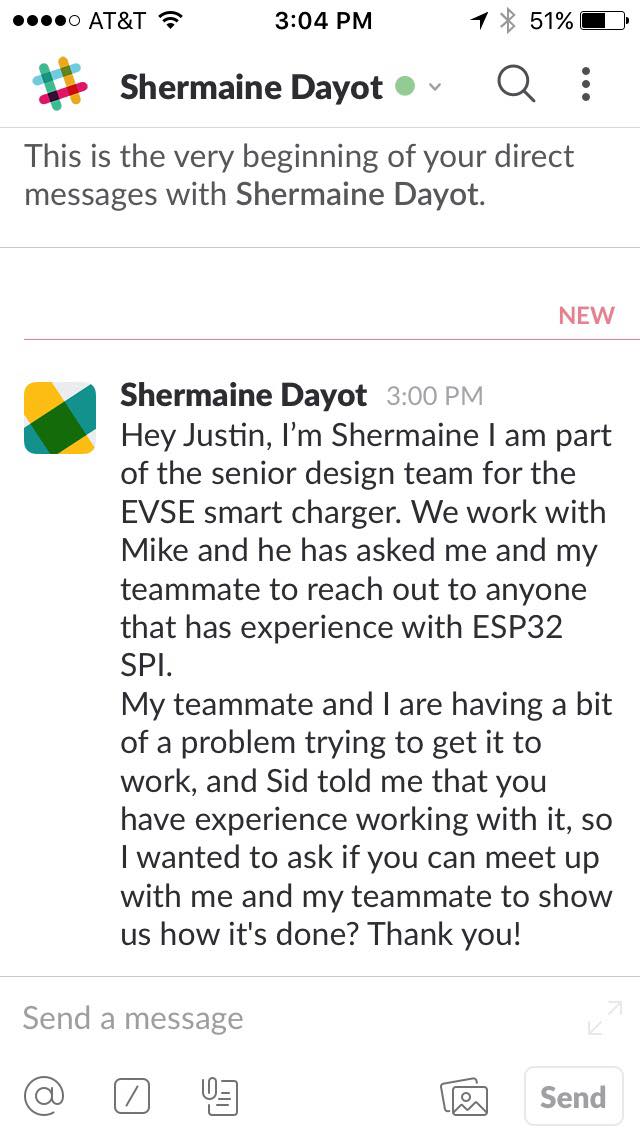 AT&T 3:04 PM 51%
Shermaine Dayot
This is the very beginning of your direct
messages with Shermaine Dayot.
NEW
Shermaine Dayot 3:00 PM
Hey Justin, I’m Shermaine I am part
of the senior design team for the
EVSE smart charger. We work with
Mike and he has asked me and my
teammate to reach out to anyone
that has experience with ESP32
SPI.
My teammate and I are having a bit
of a problem trying to get it to
work, and Sid told me that you
have experience working with it, so
I wanted to ask if you can meet up
with me and my teammate to show
us how it's done? Thank you!
Send a message
@ / Send